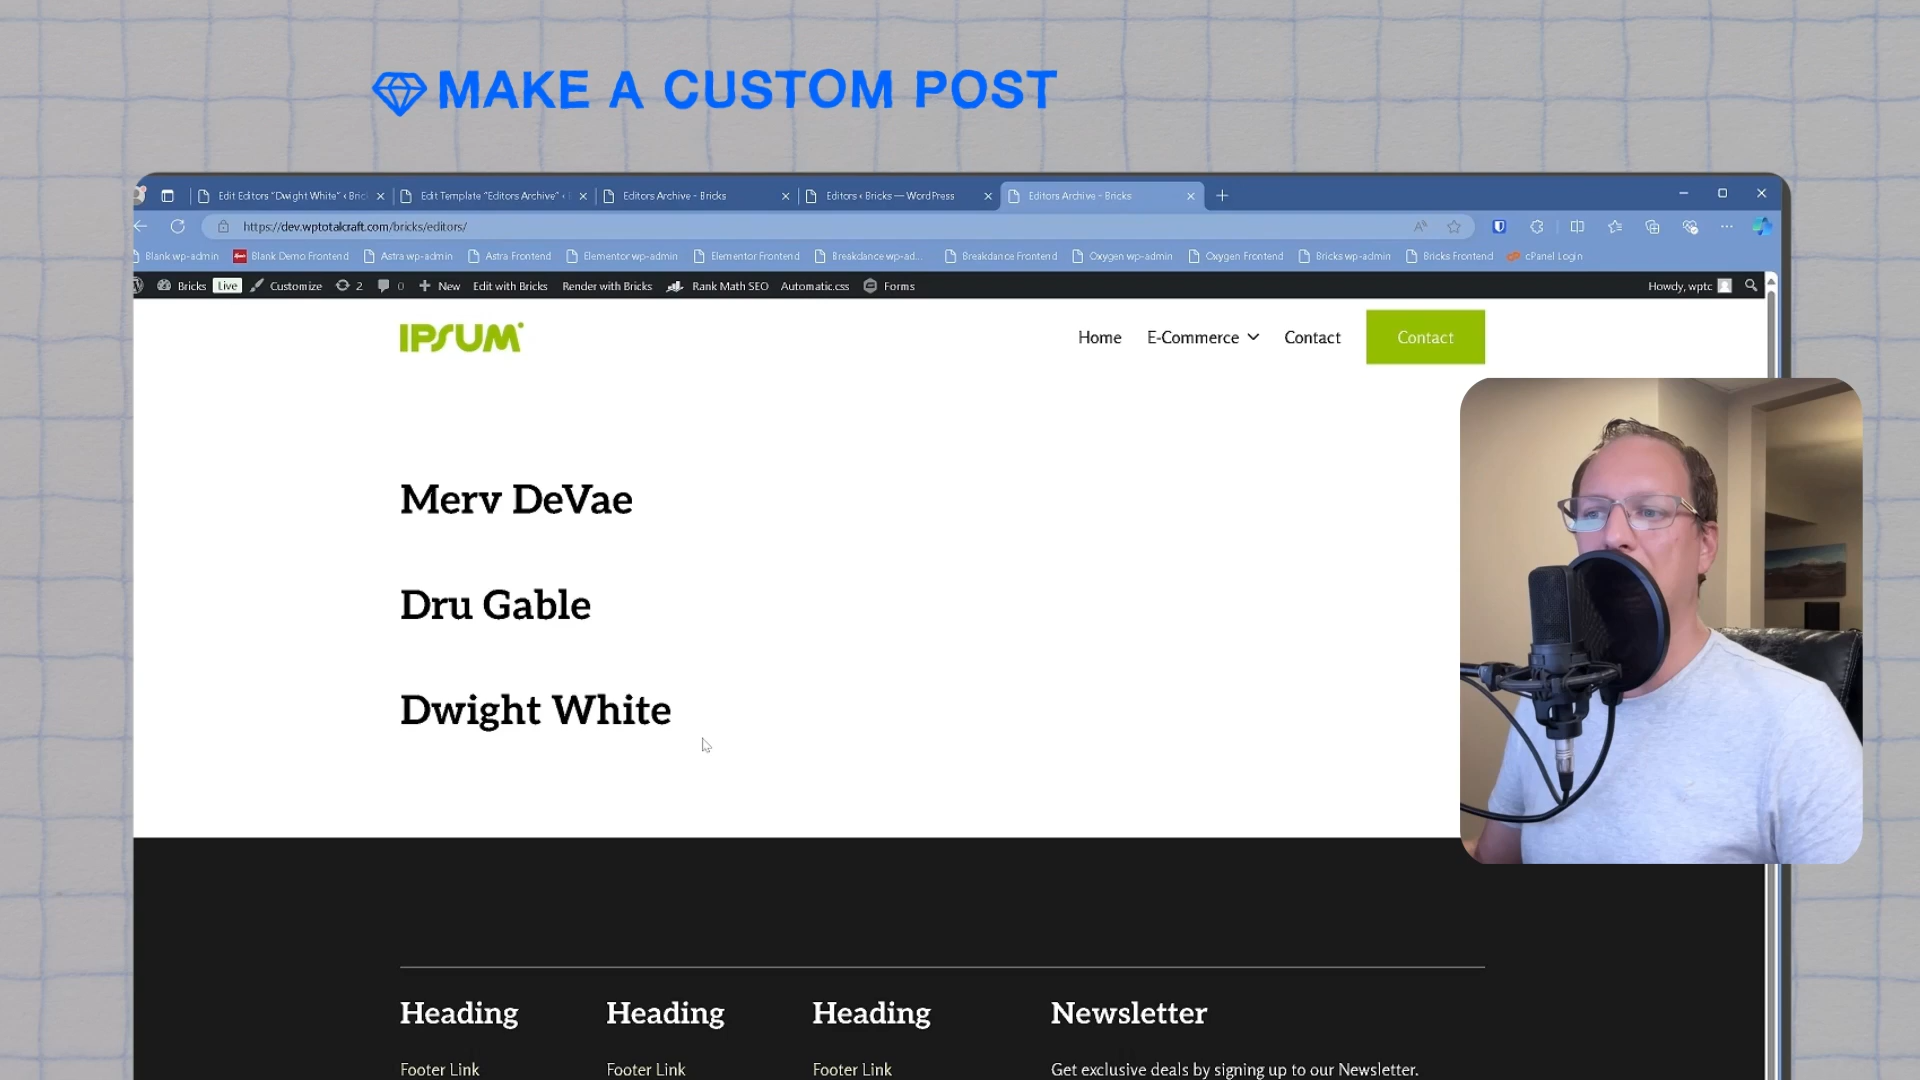 MAKE A CUSTOM POST
Edit Editors "Dwight White" ‹ Bric
Edit Template "Editors Archive" ‹
Editors Archive - Bricks
Editors ‹ Bricks — WordPress
Editors Archive - Bricks
https://dev.wptotalcraft.com/bricks/editors/
Blank wp-admin
Blank Demo Frontend
Astra wp-admin
Astra Frontend
Elementor wp-admin
Elementor Frontend
Breakdance wp-ad...
Breakdance Frontend
Oxygen wp-admin
Oxygen Frontend
Bricks wp-admin
Bricks Frontend
cPanel Login
Bricks Live Customize 2 0 New Edit with Bricks Render with Bricks Rank Math SEO Automatic.css Forms Howdy, wptc
IPSUM
Home E-Commerce Contact Contact
Merv DeVae
Dru Gable
Dwight White
Heading Heading Heading Newsletter
Footer Link Footer Link Footer Link Get exclusive deals by signing up to our Newsletter.